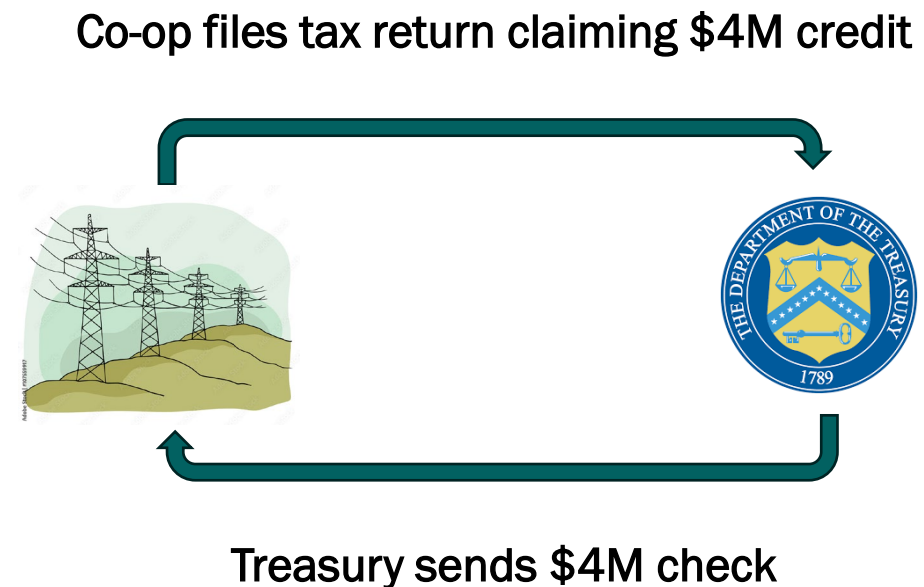 Co-op files tax return claiming $4M credit
THE DEPARTMENT OF THE TREASURY
1789
Treasury sends $4M check